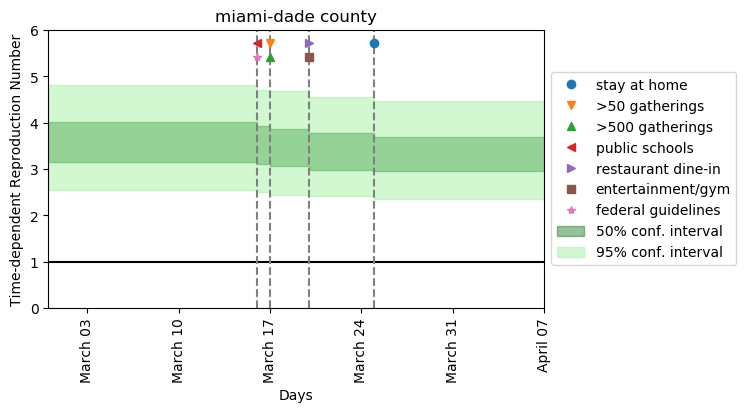 miami-dade county
Time-dependent Reproduction Number
6
5
4
3
2
1
0
March 03
March 10
March 17
March 24
March 31
April 07
Days
stay at home
>50 gatherings
>500 gatherings
public schools
restaurant dine-in
entertainment/gym
federal guidelines
50% conf. interval
95% conf. interval